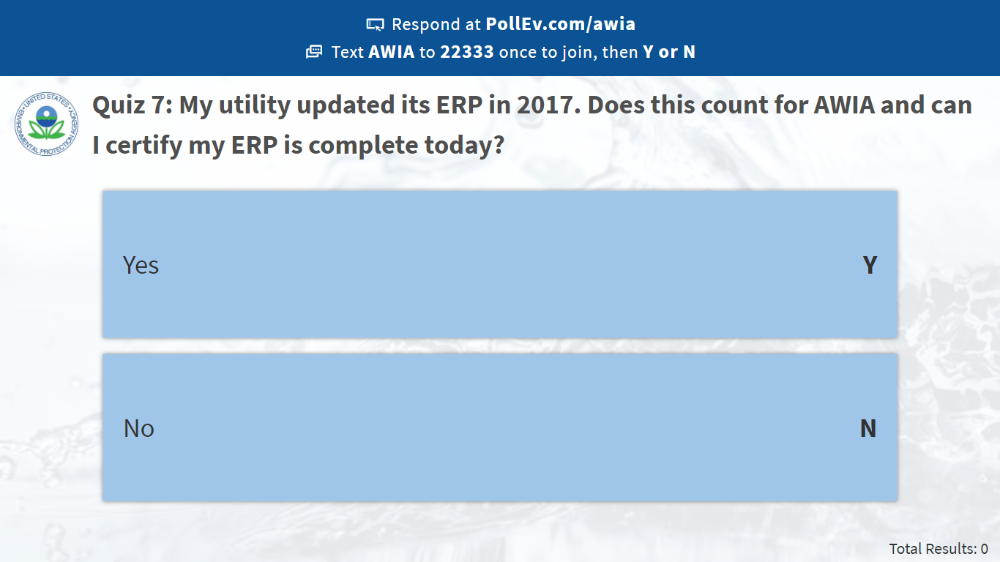 Respond at PollEv.com/awia
Text AWIA to 22333 once to join, then Y or N
UNITED STATES
ENVIRONMENTAL PROTECTION AGENCY
Quiz 7: My utility updated its ERP in 2017. Does this count for AWIA and can
I certify my ERP is complete today?
Yes Y
No N
Total Results: 0